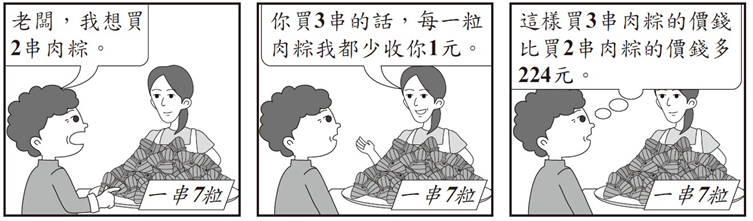 老闆，我想買
2串肉粽。
一串7粒
你買3串的話，每一粒
肉粽我都少收你1元。
一串7粒
這樣買3串肉粽的價錢
比買2串肉粽的價錢多
224元。
一串7粒